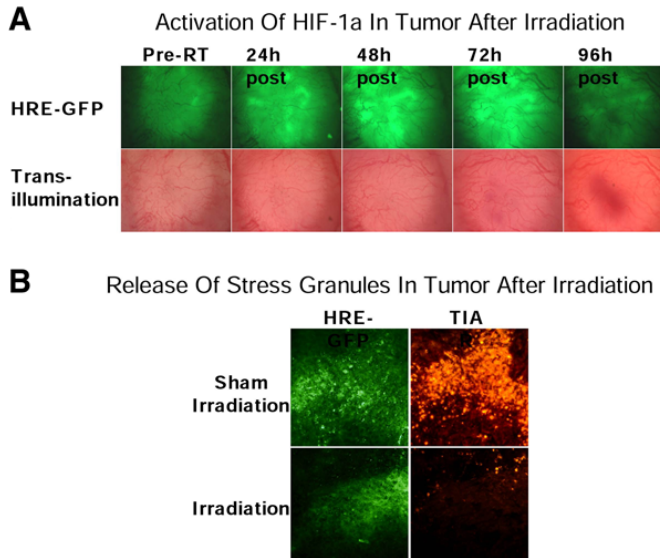 A
Activation Of HIF-1a In Tumor After Irradiation
Pre-RT 24h post 48h post 72h post 96h post
HRE-GFP
Trans-
illumination
B
Release Of Stress Granules In Tumor After Irradiation
HRE-
GFP
TIA
R
Sham
Irradiation
Irradiation